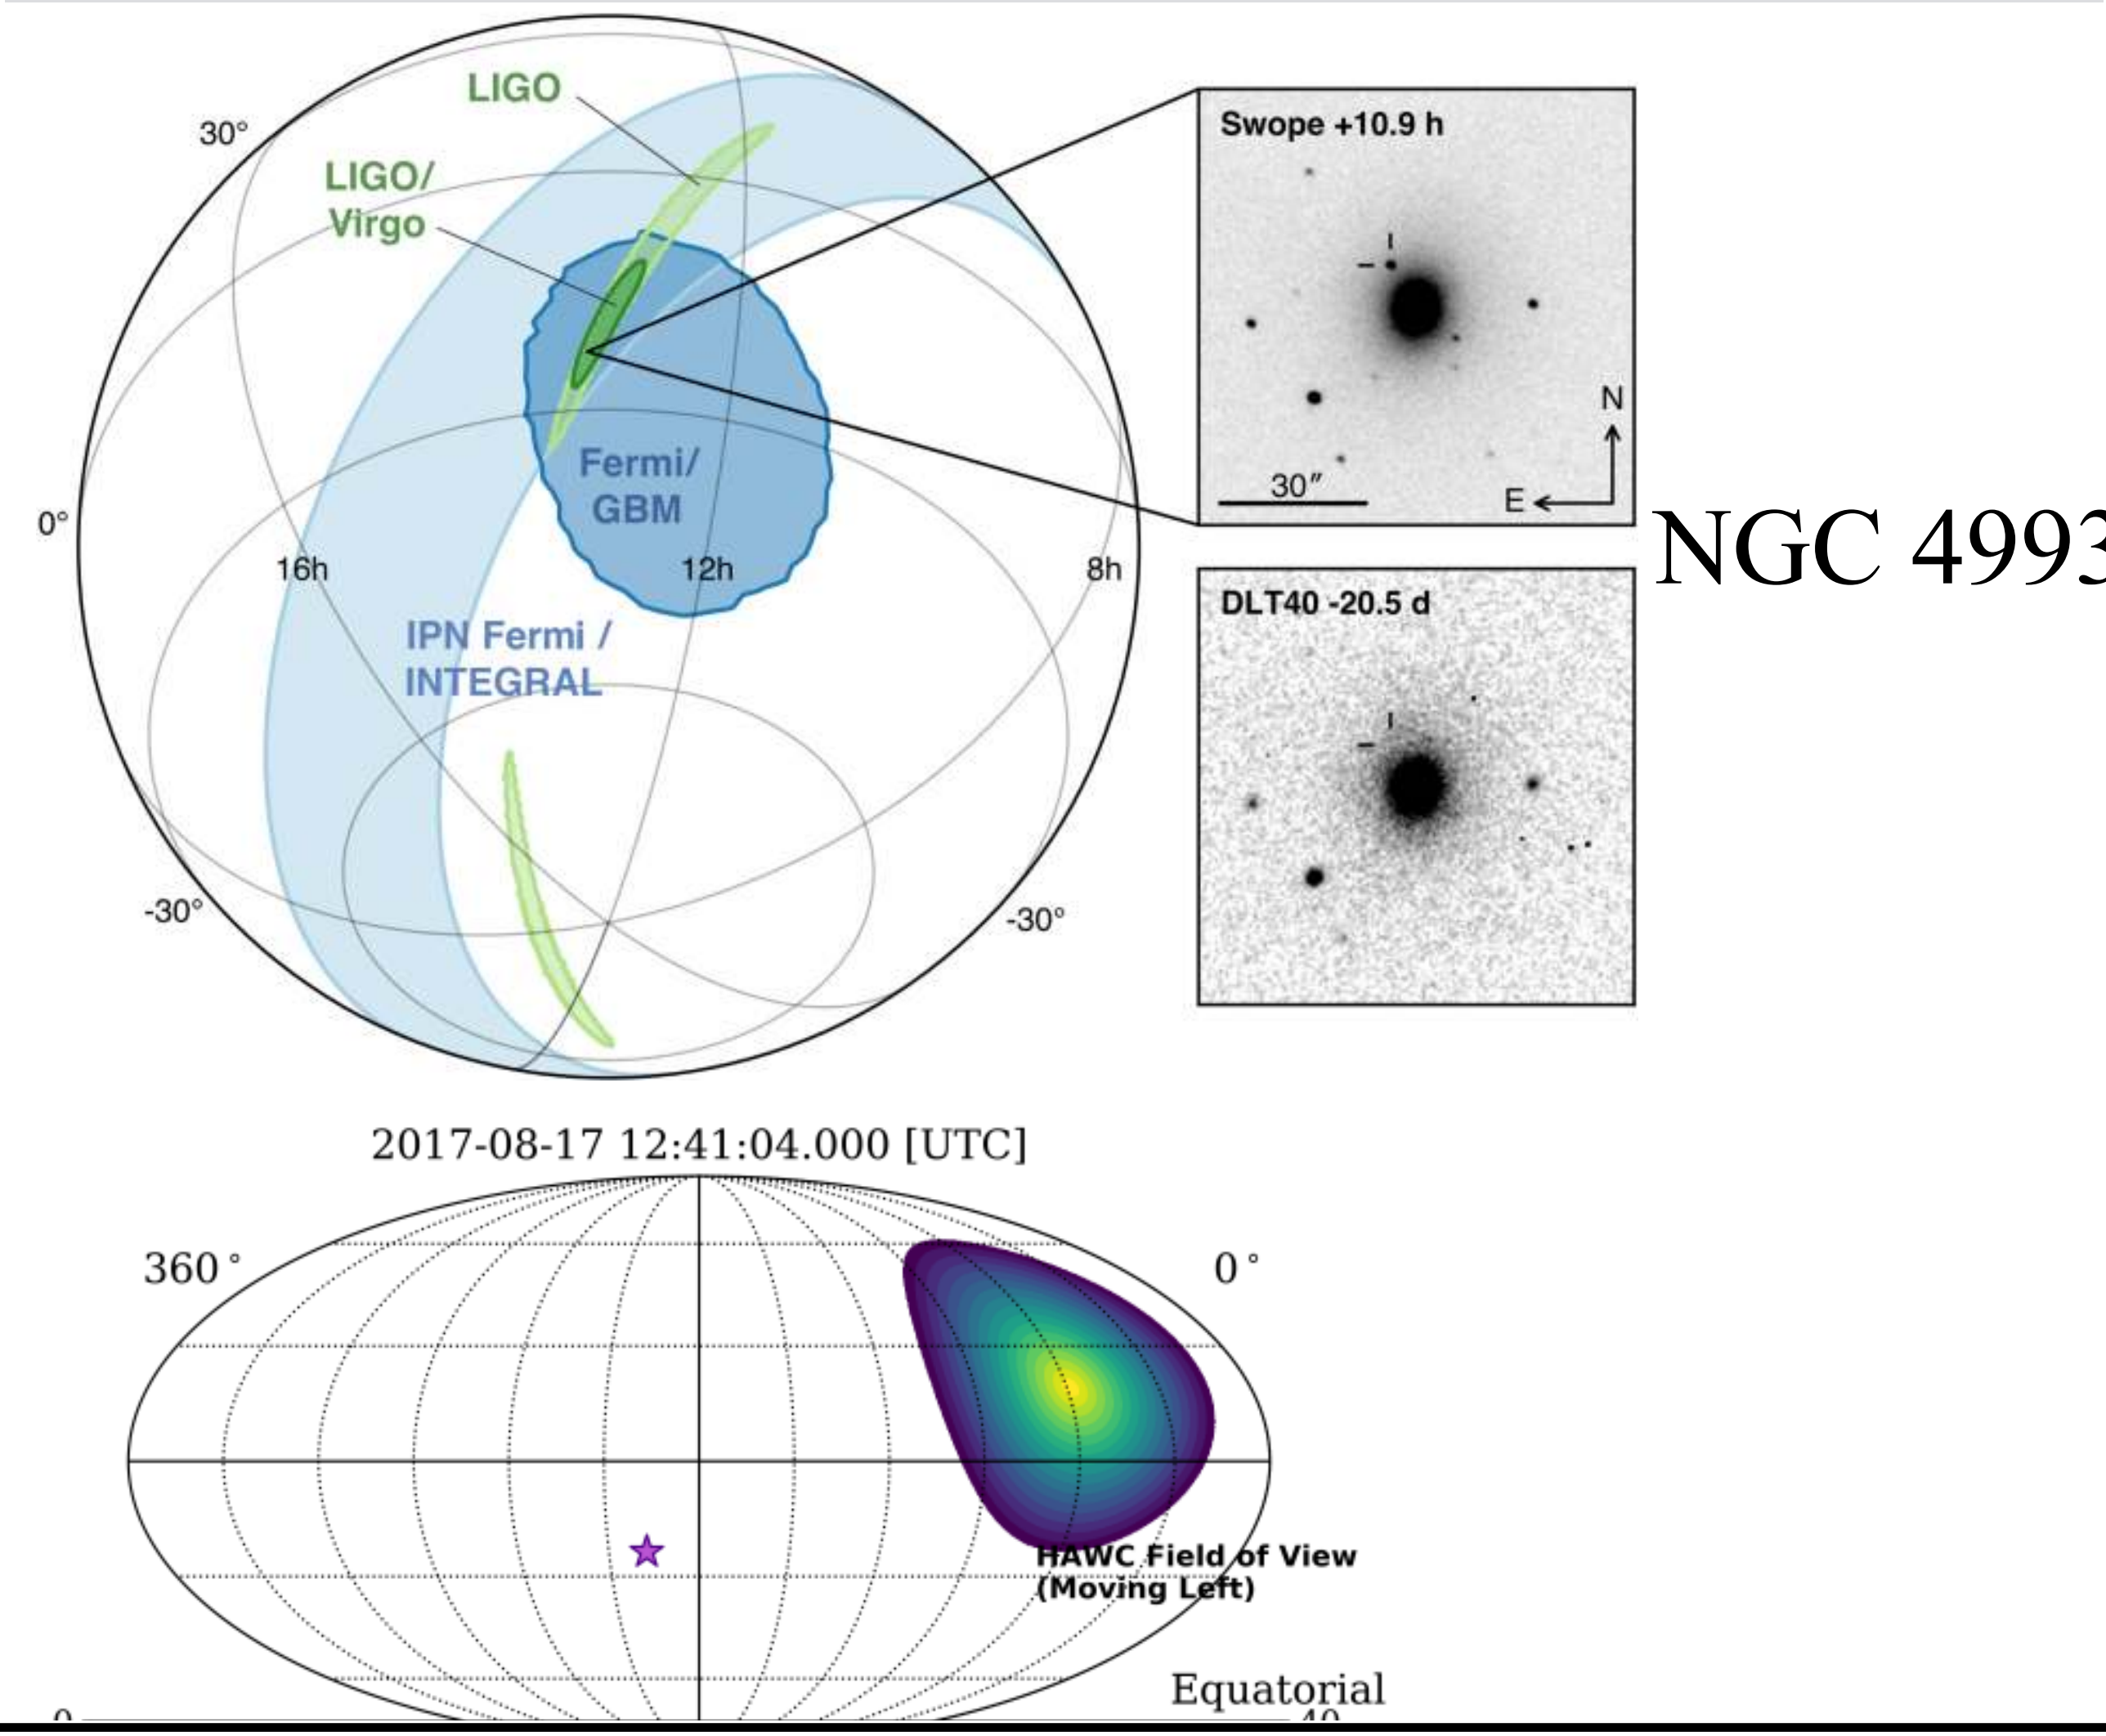 LIGO
30°
LIGO/
Virgo
0°
16h
12h
8h
Fermi/
GBM
IPN Fermi /
INTEGRAL
-30°
-30°
Swope +10.9 h
30″
N
E
NGC 4993
DLT40 -20.5 d
2017-08-17 12:41:04.000 [UTC]
360°
0°
HAWC Field of View
(Moving Left)
Equatorial